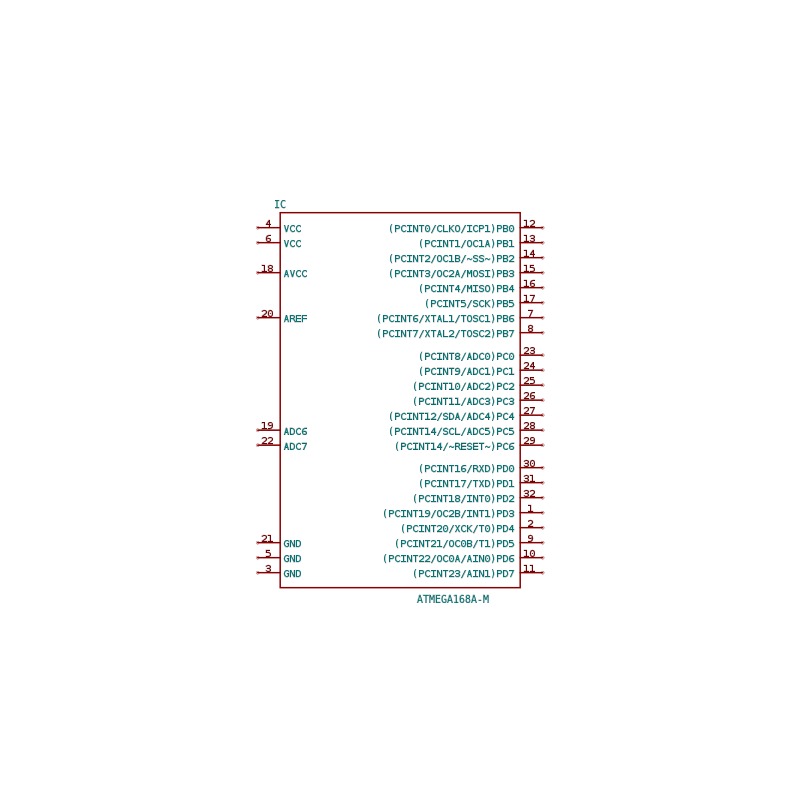 IC
4 VCC (PCINT0/CLKO/ICP1)PB0 12
6 VCC (PCINT1/OC1A)PB1 13
(PCINT2/OC1B/~SS~)PB2 14
18 AVCC (PCINT3/OC2A/MOSI)PB3 15
(PCINT4/MISO)PB4 16
(PCINT5/SCK)PB5 17
20 AREF (PCINT6/XTAL1/TOSC1)PB6 7
(PCINT7/XTAL2/TOSC2)PB7 8
(PCINT8/ADC0)PC0 23
(PCINT9/ADC1)PC1 24
(PCINT10/ADC2)PC2 25
(PCINT11/ADC3)PC3 26
(PCINT12/SDA/ADC4)PC4 27
19 ADC6 (PCINT14/SCL/ADC5)PC5 28
22 ADC7 (PCINT14/~RESET~)PC6 29
(PCINT16/RXD)PD0 30
(PCINT17/TXD)PD1 31
(PCINT18/INT0)PD2 32
(PCINT19/OC2B/INT1)PD3 1
(PCINT20/XCK/T0)PD4 2
21 GND (PCINT21/OC0B/T1)PD5 9
5 GND (PCINT22/OC0A/AIN0)PD6 10
3 GND (PCINT23/AIN1)PD7 11
ATMEGA168A-M